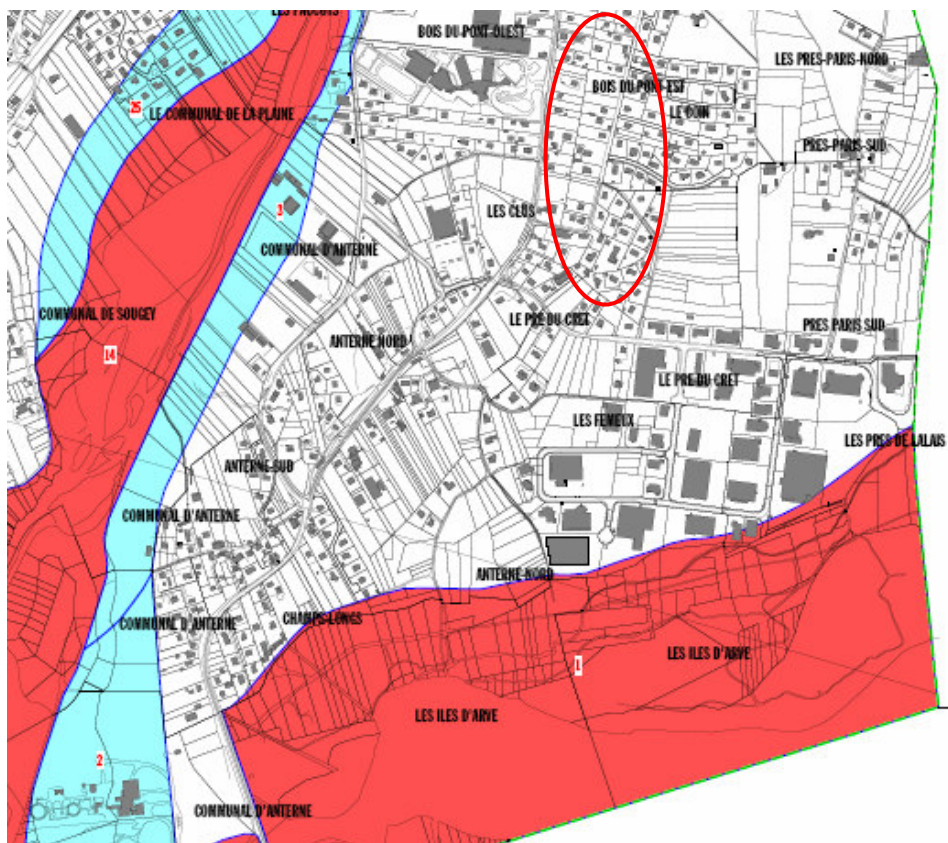 LES FAUCUIS
BOIS DU PONT-OUEST
LES PRES-PARIS-NORD
BOIS DU PONT-EST
25
LE COMMUNAL DE LA PLAINE
LE COIN
PRES-PARIS-SUD
3
LES CLUS
COMMUNAL D'ANTERNE
COMMUNAL DE SOUGEY
LE PRE DU CRET
PRES PARIS SUD
ANTERNE NORD
14
LE PRE DU CRET
LES FEMEUX
LES PRES DE LALAIS
ANTERNE-SUD
COMMUNAL D'ANTERNE
ANTERNE-NORD
CHAMPS-LONGS
COMMUNAL D'ANTERNE
LES ILES D'ARVE
1
LES ILES D'ARVE
2
COMMUNAL D'ANTERNE